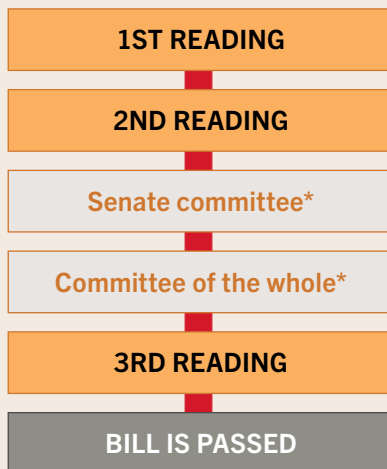 1ST READING
2ND READING
Senate committee*
Committee of the whole*
3RD READING
BILL IS PASSED